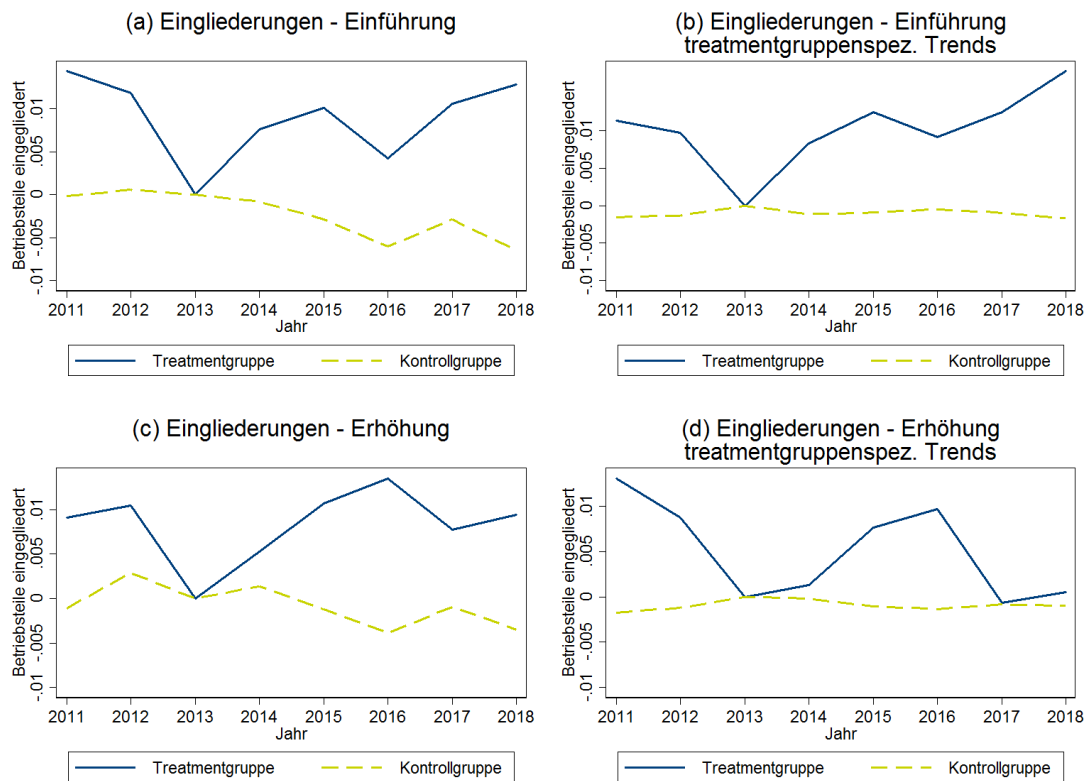 (a) Eingliederungen - Einführung
Betriebsteile eingegliedert
.01
.005
0
-.005
-.01
2011 2012 2013 2014 2015 2016 2017 2018
Jahr
Treatmentgruppe Kontrollgruppe
(b) Eingliederungen - Einführung
treatmentgruppenspez. Trends
Betriebsteile eingegliedert
.01
.005
0
-.005
-.01
2011 2012 2013 2014 2015 2016 2017 2018
Jahr
Treatmentgruppe Kontrollgruppe
(c) Eingliederungen - Erhöhung
Betriebsteile eingegliedert
.01
.005
0
-.005
-.01
2011 2012 2013 2014 2015 2016 2017 2018
Jahr
Treatmentgruppe Kontrollgruppe
(d) Eingliederungen - Erhöhung
treatmentgruppenspez. Trends
Betriebsteile eingegliedert
.01
.005
0
-.005
-.01
2011 2012 2013 2014 2015 2016 2017 2018
Jahr
Treatmentgruppe Kontrollgruppe